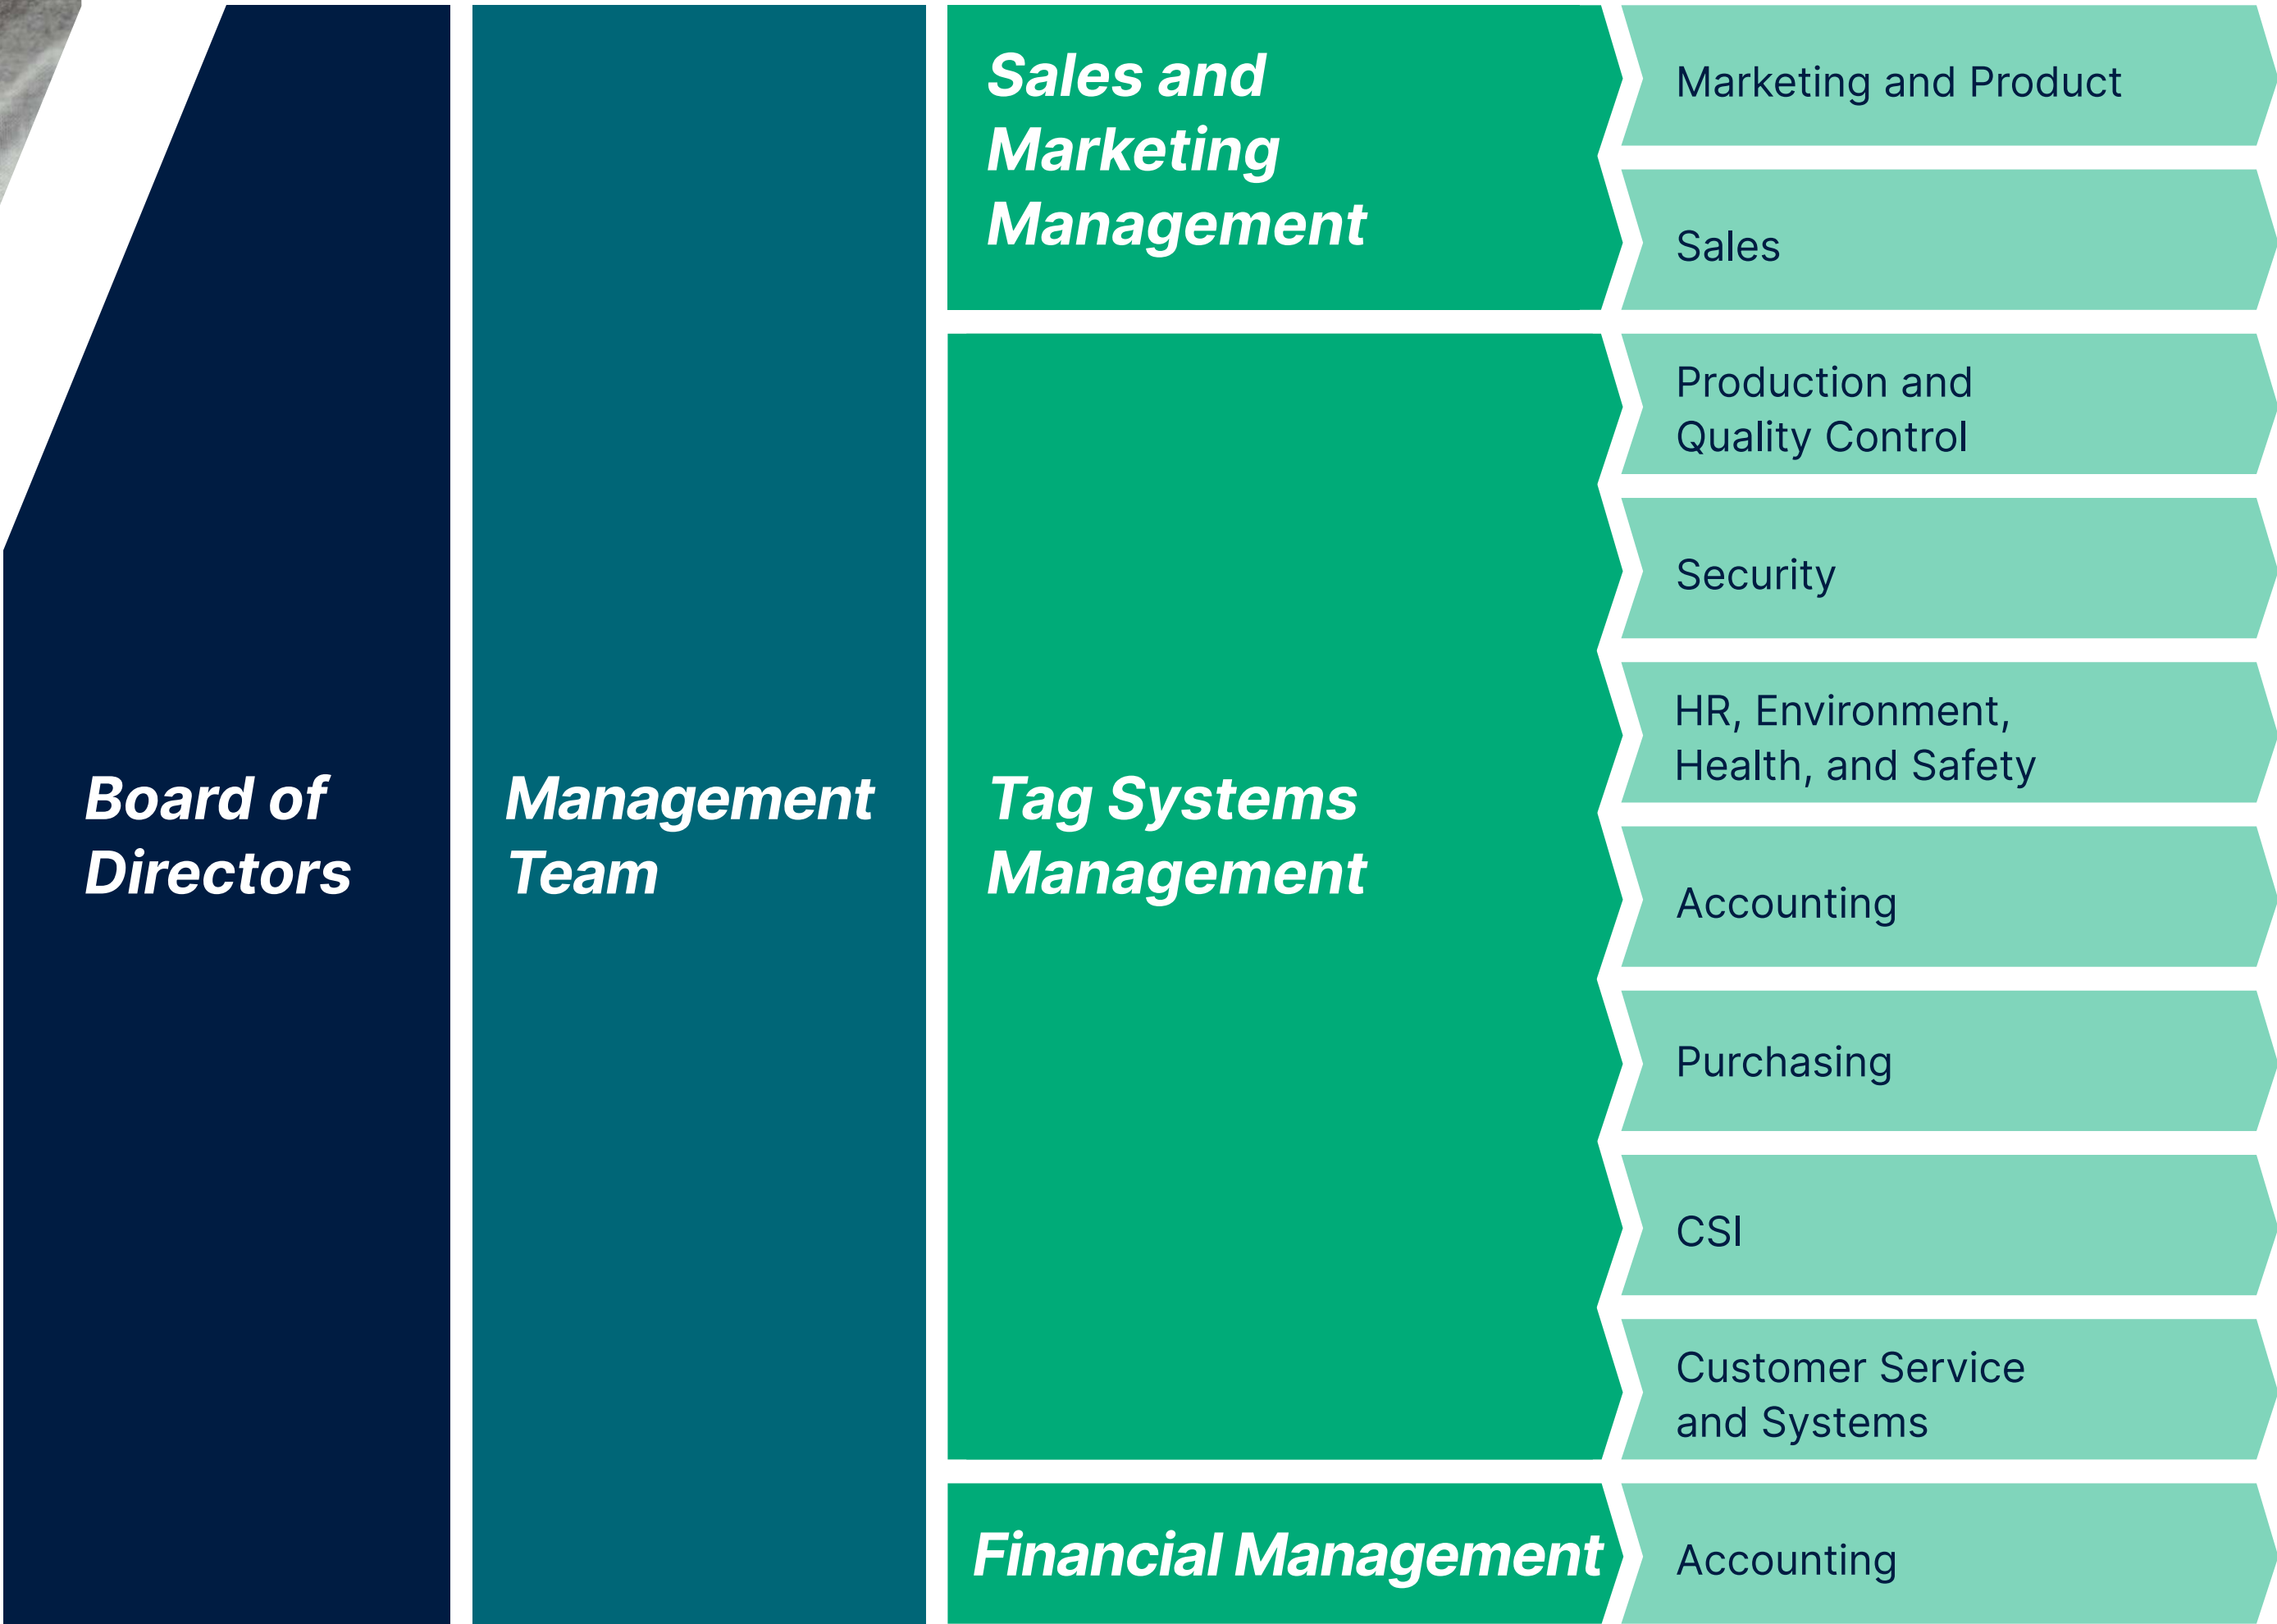 Board of
Directors
Management
Team
Sales and
Marketing
Management
Marketing and Product
Sales
Tag Systems
Management
Production and
Quality Control
Security
HR, Environment,
Health, and Safety
Accounting
Purchasing
CSI
Customer Service
and Systems
Financial Management
Accounting